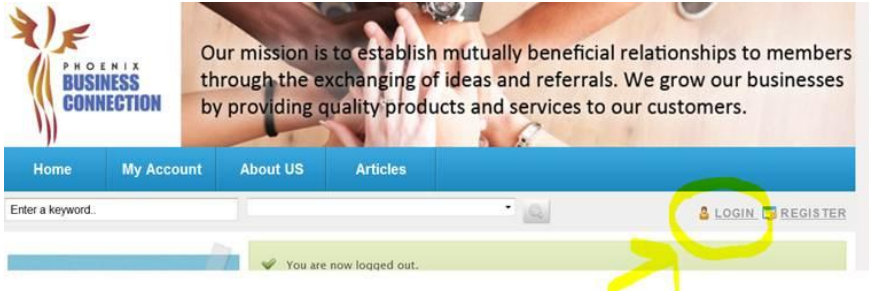 PHOENIX
BUSINESS
CONNECTION
Our mission is to establish mutually beneficial relationships to members
through the exchanging of ideas and referrals. We grow our businesses
by providing quality products and services to our customers.
Home My Account About US Articles
Enter a keyword..
LOGIN REGISTER
You are now logged out.